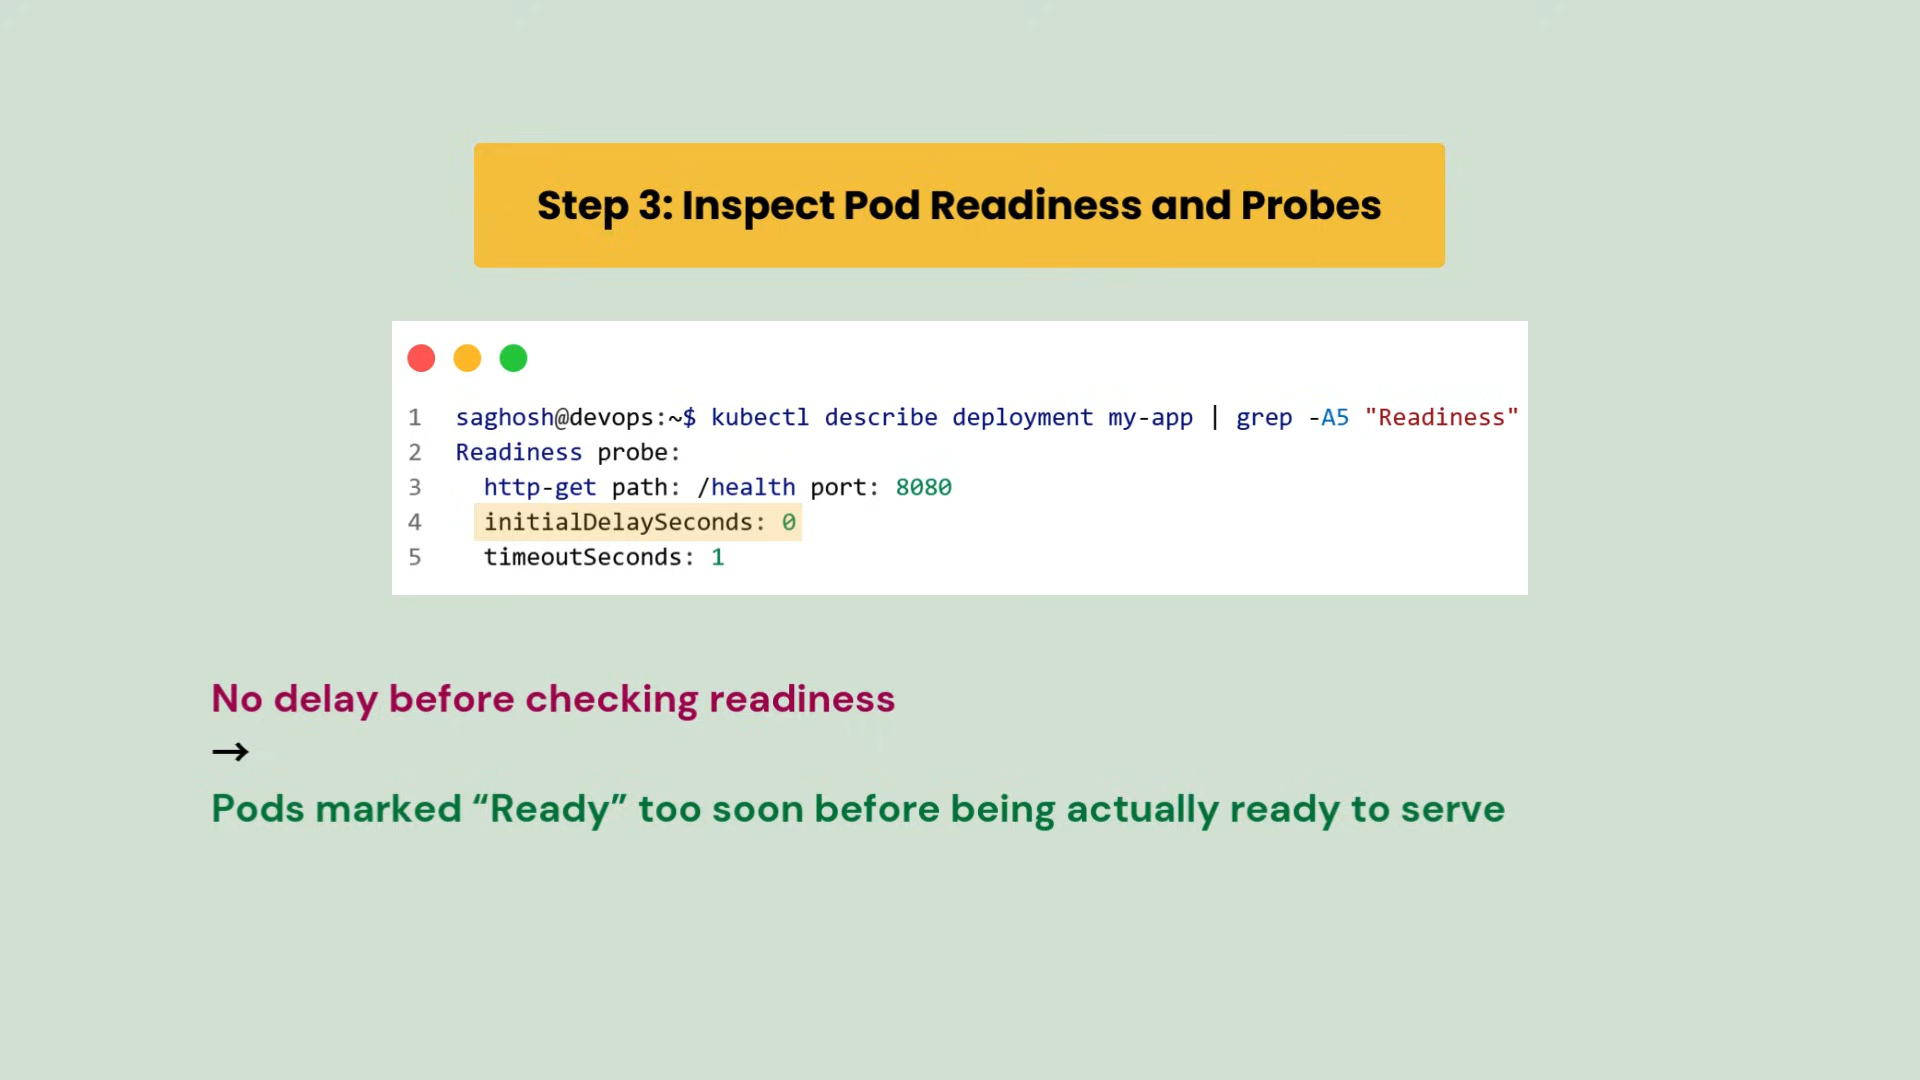 Step 3: Inspect Pod Readiness and Probes
1 saghosh@devops:~$ kubectl describe deployment my-app | grep -A5 "Readiness"
2 Readiness probe:
3 http-get path: /health port: 8080
4 initialDelaySeconds: 0
5 timeoutSeconds: 1
No delay before checking readiness
→
Pods marked “Ready” too soon before being actually ready to serve